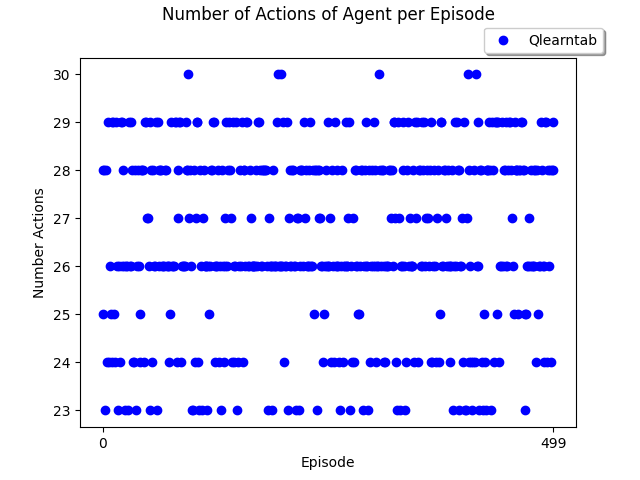 Number of Actions of Agent per Episode
Qlearntab
30
29
28
27
26
25
24
23
Number Actions
0
499
Episode